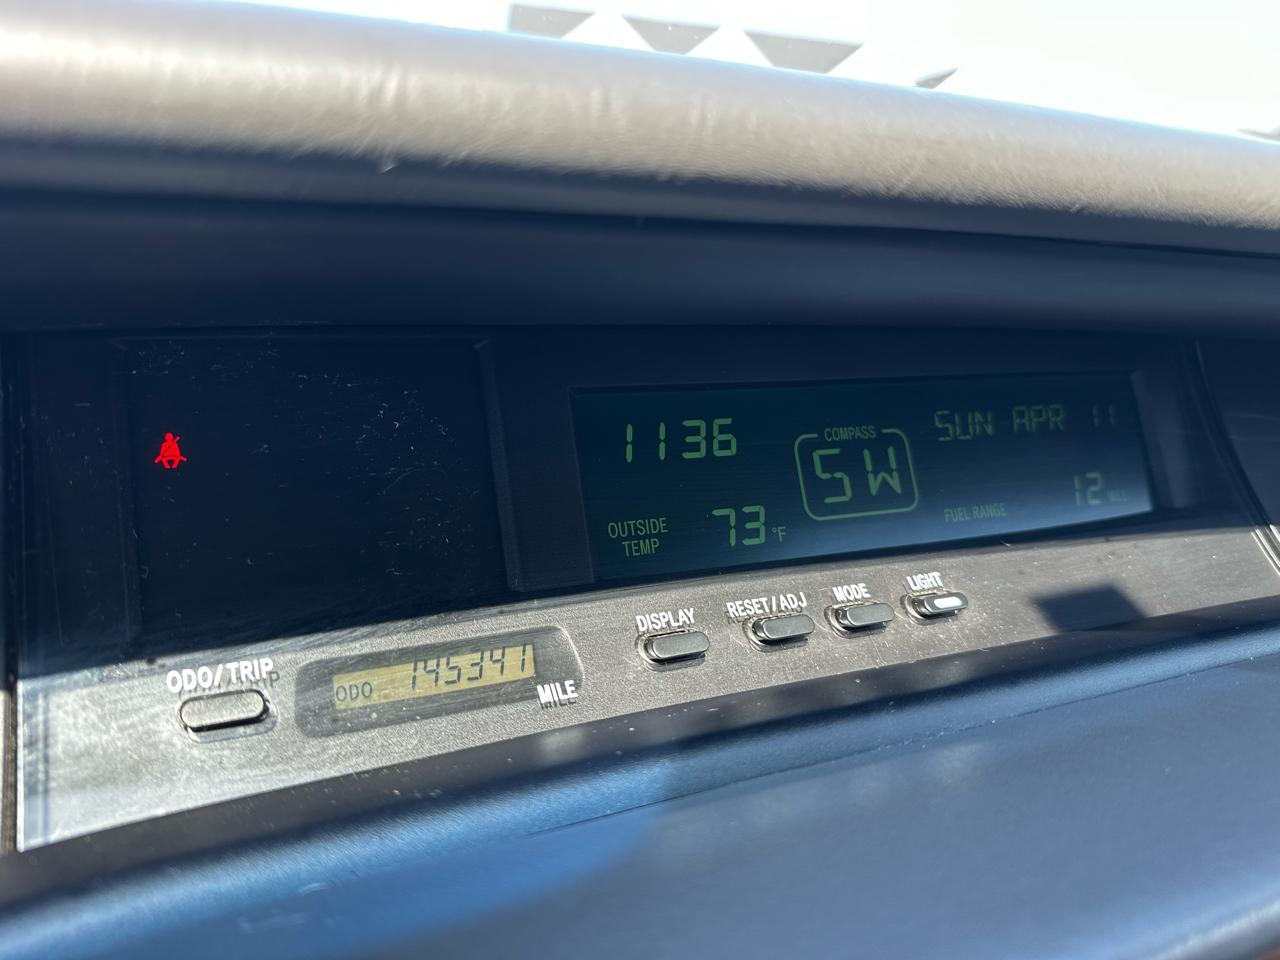 1136
SUN APR 11
COMPASS
SW
OUTSIDE
TEMP
73 °F
FUEL RANGE
12
DISPLAY
RESET/ADJ
MODE
LIGHT
ODO/TRIP
ODO 145341
MILE